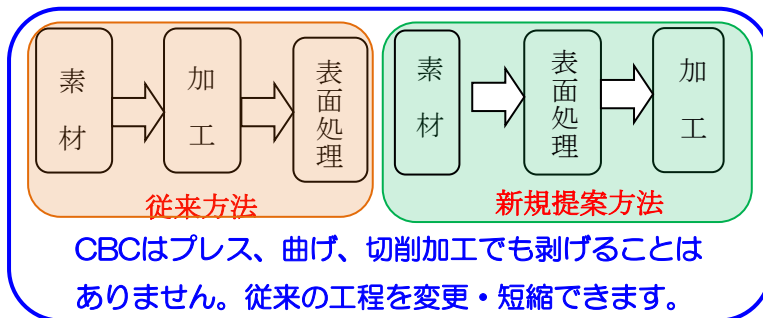 素材
加工
表面処理
従来方法
素材
表面処理
加工
新規提案方法
CBCはプレス、曲げ、切削加工でも剥げることは
ありません。従来の工程を変更・短縮できます。